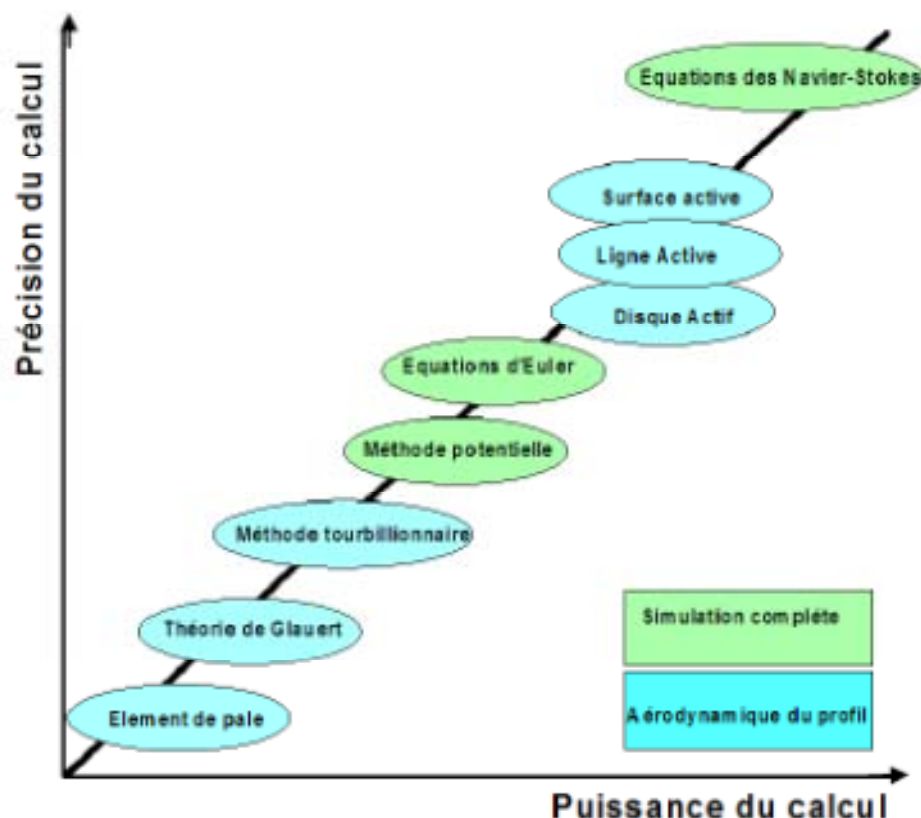 Précision du calcul
Equations des Navier-Stokes
Surface active
Ligne Active
Disque Actif
Equations d'Euler
Méthode potentielle
Méthode tourbillionnaire
Théorie de Glauert
Element de pale
Simulation compléte
Aérodynamique du profil
Puissance du calcul